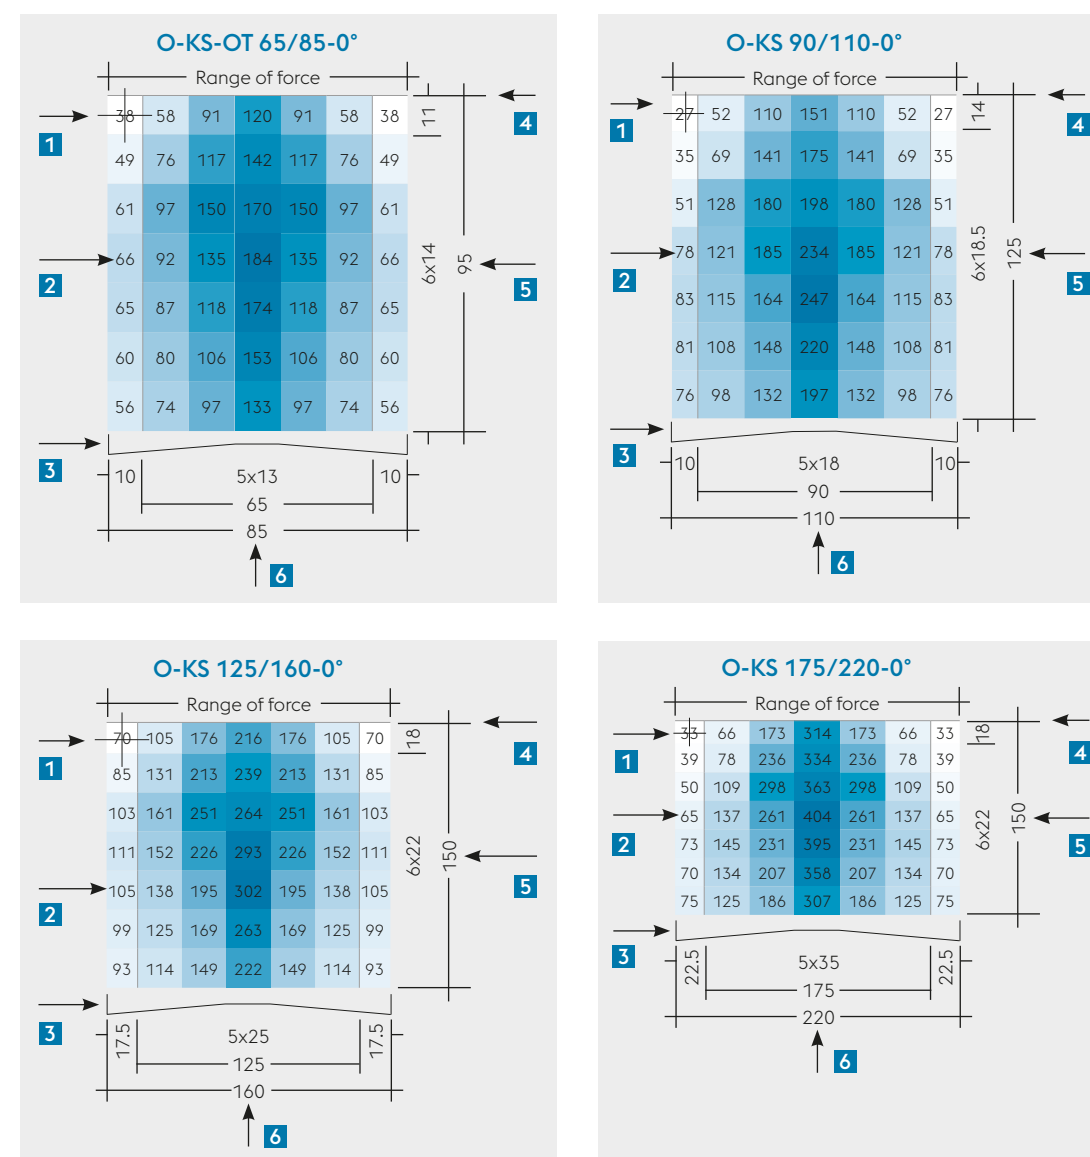 O-KS-OT 65/85-0°
Range of force
38 58 91 120 91 58 38
11
1
4
49 76 117 142 117 76 49
61 97 150 170 150 97 61
66 92 135 184 135 92 66
6x14
95
2
5
65 87 118 174 118 87 65
60 80 106 153 106 80 60
56 74 97 133 97 74 56
3
10 5x13 10
65
85
6
O-KS 90/110-0°
Range of force
27 52 110 151 110 52 27
14
1
4
35 69 141 175 141 69 35
51 128 180 198 180 128 51
78 121 185 234 185 121 78
6x18.5
125
2
5
83 115 164 247 164 115 83
81 108 148 220 148 108 81
76 98 132 197 132 98 76
3
10 5x18 10
90
110
6
O-KS 125/160-0°
Range of force
70 105 176 216 176 105 70
18
1
4
85 131 213 239 213 131 85
103 161 251 264 251 161 103
111 152 226 293 226 152 111
6x22
150
105 138 195 302 195 138 105
2
5
99 125 169 263 169 125 99
93 114 149 222 149 114 93
3
17.5 5x25 17.5
125
160
6
O-KS 175/220-0°
Range of force
33 66 173 314 173 66 33
18
1
4
39 78 236 334 236 78 39
50 109 298 363 298 109 50
65 137 261 404 261 137 65
6x22
150
2
5
73 145 231 395 231 145 73
70 134 207 358 207 134 70
75 125 186 307 186 125 75
3
22.5 5x35 22.5
175
220
6